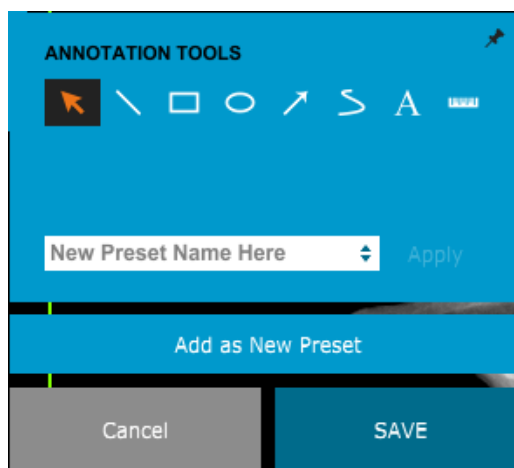 ANNOTATION TOOLS
A
New Preset Name Here
Apply
Add as New Preset
Cancel
SAVE